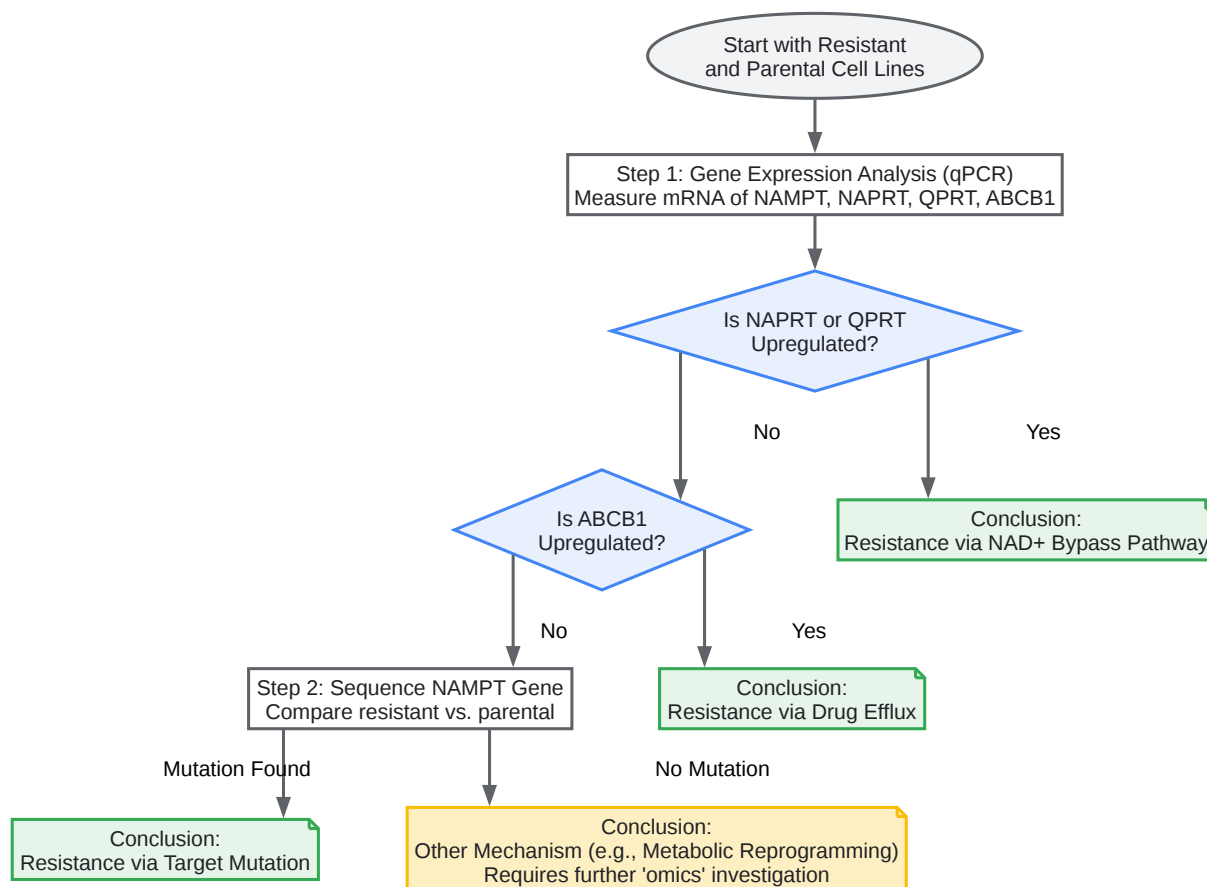 Start with Resistant
and Parental Cell Lines
Step 1: Gene Expression Analysis (qPCR)
Measure mRNA of NAMPT, NAPRT, QPRT, ABCB1
Is NAPRT or QPRT
Upregulated?
No
Yes
Is ABCB1
Upregulated?
Conclusion:
Resistance via NAD+ Bypass Pathway
No
Yes
Step 2: Sequence NAMPT Gene
Compare resistant vs. parental
Conclusion:
Resistance via Drug Efflux
Mutation Found
No Mutation
Conclusion:
Resistance via Target Mutation
Conclusion:
Other Mechanism (e.g., Metabolic Reprogramming)
Requires further 'omics' investigation